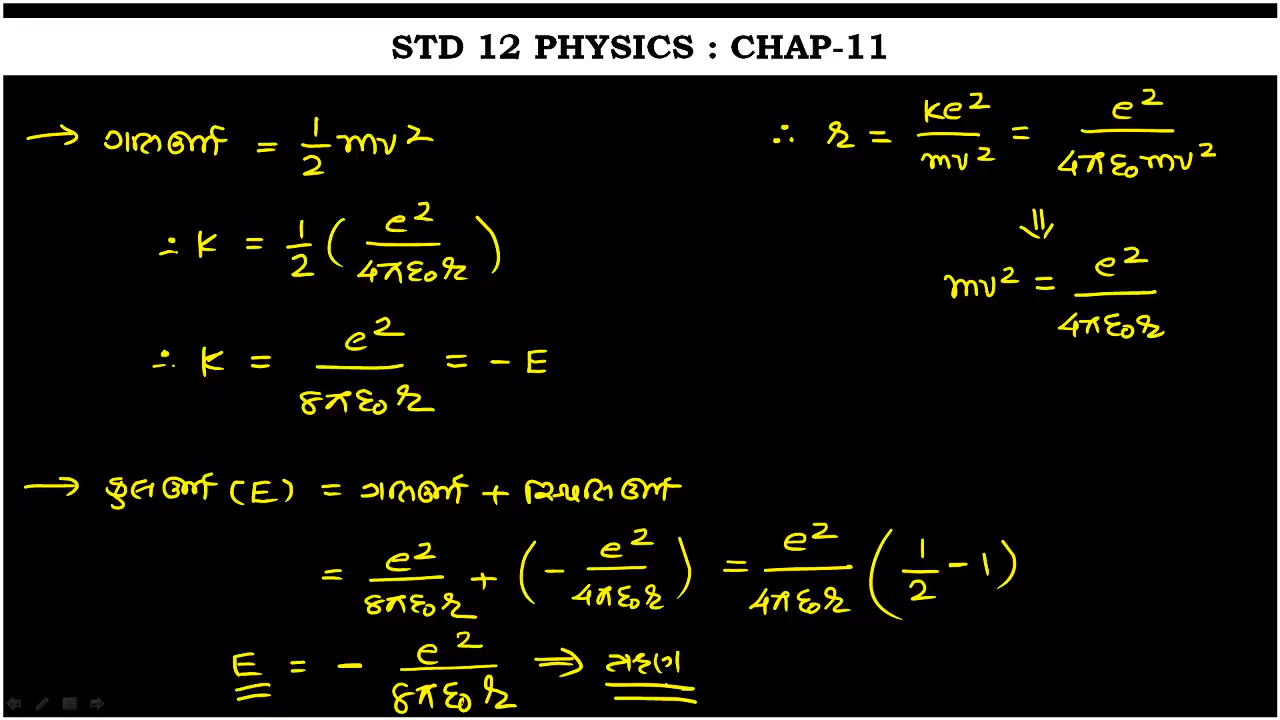 STD 12 PHYSICS : CHAP-11
→ ગતિઊર્જા = 1/2 mv²
∴ K = 1/2 (e²/4πε₀r)
∴ K = e²/8πε₀r = - E
∴ r = ke²/mv² = e²/4πε₀mv²
⇓
mv² = e²/4πε₀r
→ કુલઊર્જા (E) = ગતિઊર્જા + સ્થિતિઊર્જા
= e²/8πε₀r + (- e²/4πε₀r) = e²/4πε₀r (1/2 - 1)
E = - e²/8πε₀r ⇒